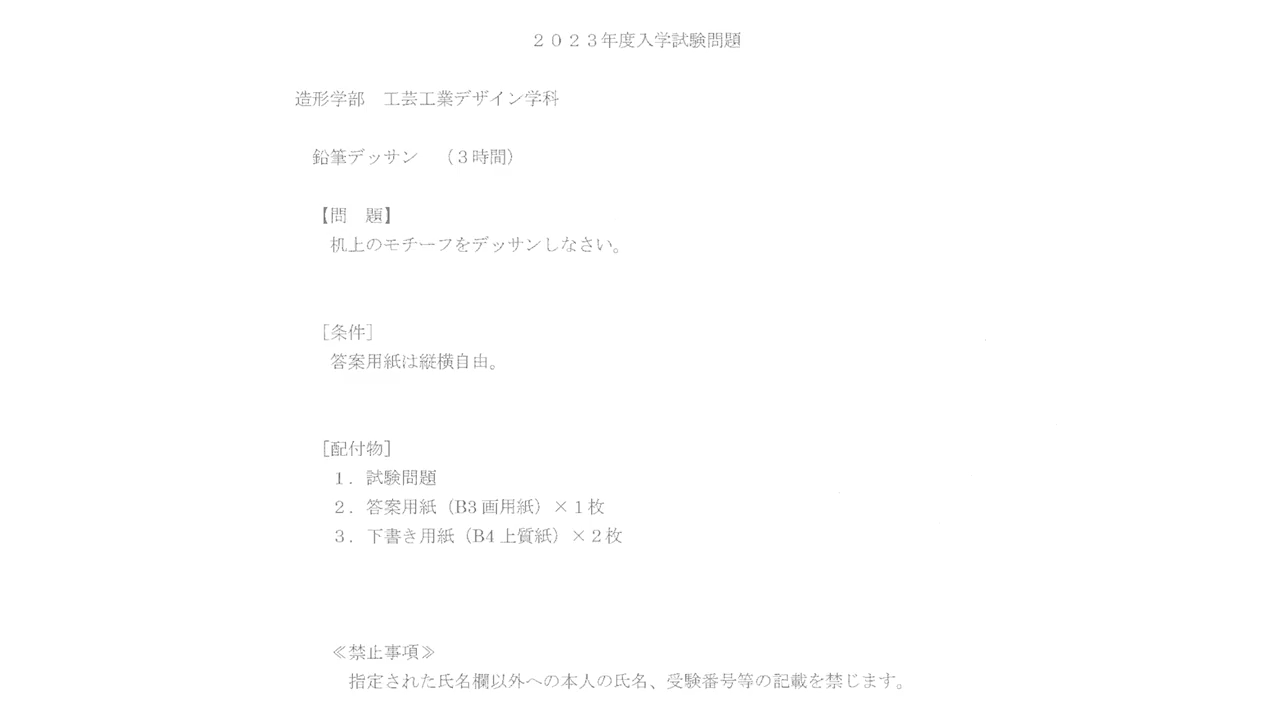 ２０２３年度入学試験問題
造形学部　工芸工業デザイン学科
鉛筆デッサン　（３時間）
【問　題】
机上のモチーフをデッサンしなさい。
［条件］
答案用紙は縦横自由。
［配付物］
１．試験問題
２．答案用紙（B3 画用紙）×１枚
３．下書き用紙（B4 上質紙）×２枚
≪禁止事項≫
指定された氏名欄以外への本人の氏名、受験番号等の記載を禁じます。